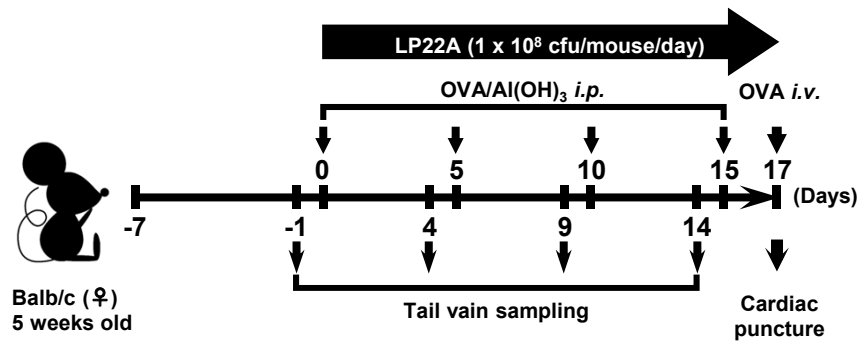 LP22A (1 x 10⁸ cfu/mouse/day)
OVA/Al(OH)₃ i.p.
OVA i.v.
0 5 10 15 17
(Days)
-7 -1 4 9 14
Tail vain sampling
Cardiac
puncture
Balb/c (♀)
5 weeks old